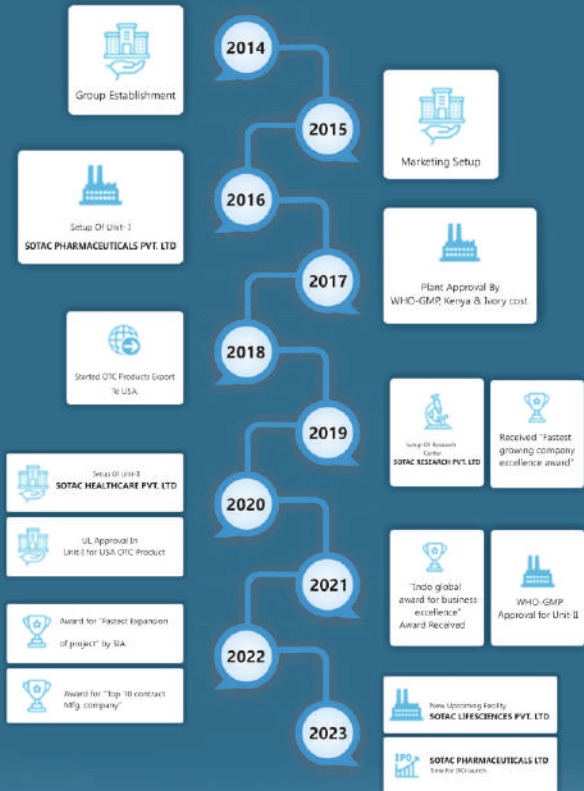 2014
Group Establishment
2015
Marketing Setup
2016
Setup Of Unit-I
SOTAC PHARMACEUTICALS PVT. LTD
2017
Plant Approval By
WHO-GMP, Kenya & Ivory cost.
2018
Started OTC Products Export
To USA
2019
Setup Of Research
Center
SOTAC RESEARCH PVT. LTD
Received "Fastest
growing company
excellence award"
2020
Setup Of Unit-II
SOTAC HEALTHCARE PVT. LTD
UL Approval In
Unit-I for USA OTC Product
2021
"Indo global
award for business
excellence"
Award Received
WHO-GMP
Approval for Unit-II
2022
Award for "Fastest Expansion
of project" by SIA
Award for "Top 10 contract
Mfg. company"
2023
New Upcoming Facility
SOTAC LIFESCIENCES PVT. LTD
IPO
SOTAC PHARMACEUTICALS LTD
Time For IPO launch